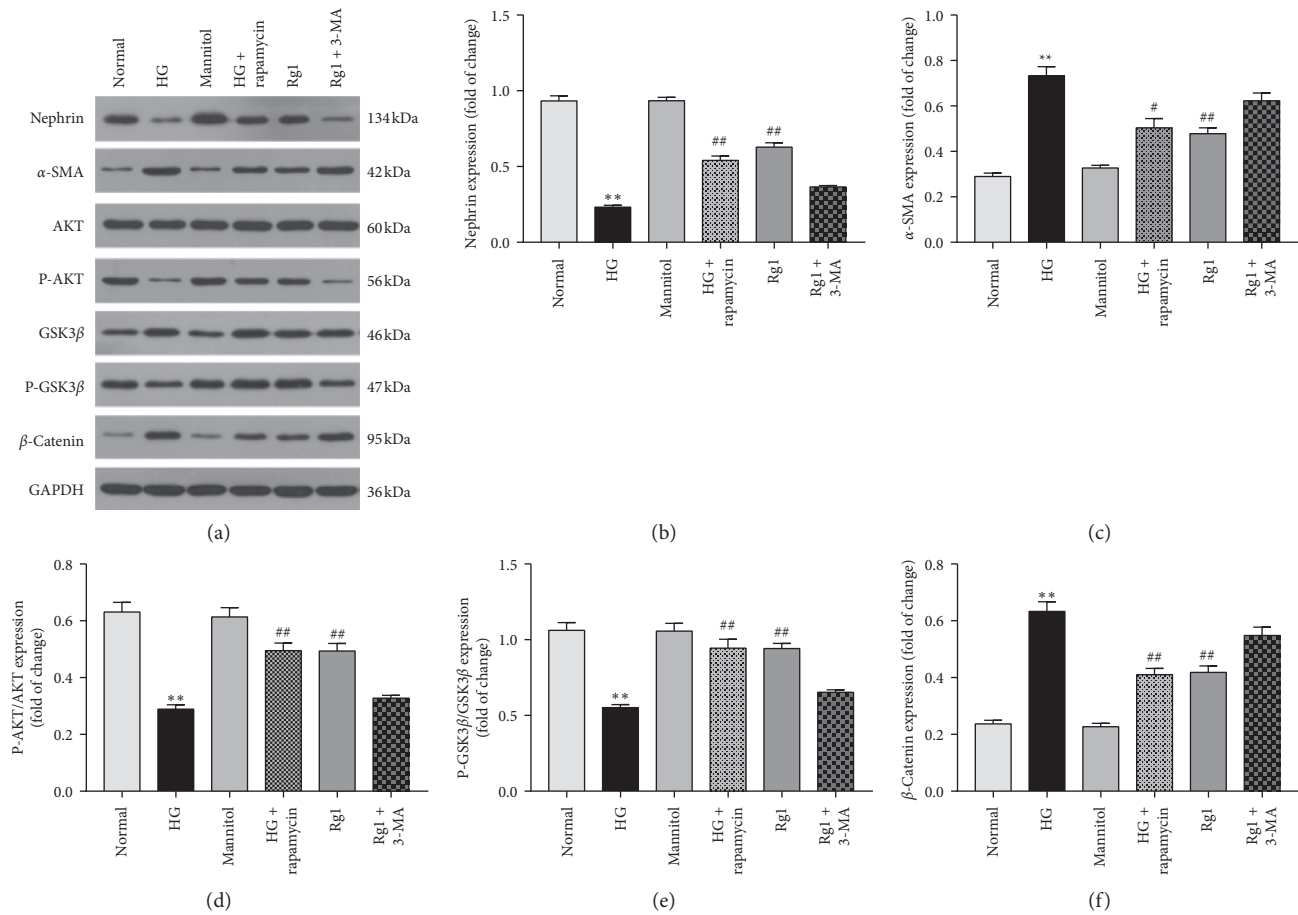 Normal
HG
Mannitol
HG +
rapamycin
Rg1
Rg1 + 3-MA
Nephrin
134 kDa
α-SMA
42 kDa
AKT
60 kDa
P-AKT
56 kDa
GSK3β
46 kDa
P-GSK3β
47 kDa
β-Catenin
95 kDa
GAPDH
36 kDa
(a)
Nephrin expression (fold of change)
1.5
1.0
0.5
0.0
**
##
##
Normal
HG
Mannitol
HG +
rapamycin
Rg1
Rg1 +
3-MA
(b)
α-SMA expression (fold of change)
1.0
0.8
0.6
0.4
0.2
0.0
**
#
##
Normal
HG
Mannitol
HG +
rapamycin
Rg1
Rg1 +
3-MA
(c)
P-AKT/AKT expression
(fold of change)
0.8
0.6
0.4
0.2
0.0
**
##
##
Normal
HG
Mannitol
HG +
rapamycin
Rg1
Rg1 +
3-MA
(d)
P-GSK3β/GSK3β expression
(fold of change)
1.5
1.0
0.5
0.0
**
##
##
Normal
HG
Mannitol
HG +
rapamycin
Rg1
Rg1 +
3-MA
(e)
β-Catenin expression (fold of change)
0.8
0.6
0.4
0.2
0.0
**
##
##
Normal
HG
Mannitol
HG +
rapamycin
Rg1
Rg1 +
3-MA
(f)